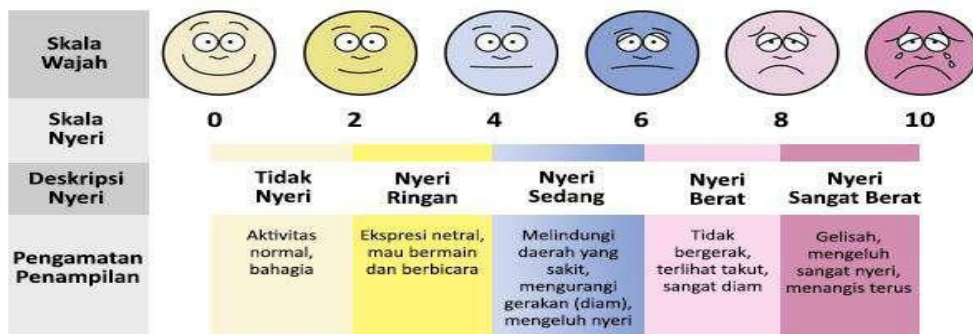 Skala
Wajah
Skala
Nyeri
0 2 4 6 8 10
Deskripsi
Nyeri
Tidak
Nyeri
Nyeri
Ringan
Nyeri
Sedang
Nyeri
Berat
Nyeri
Sangat Berat
Pengamatan
Penampilan
Aktivitas
normal,
bahagia
Ekspresi netral,
mau bermain
dan berbicara
Melindungi
daerah yang
sakit,
mengurangi
gerakan (diam),
mengeluh nyeri
Tidak
bergerak,
terlihat takut,
sangat diam
Gelisah,
mengeluh
sangat nyeri,
menangis terus